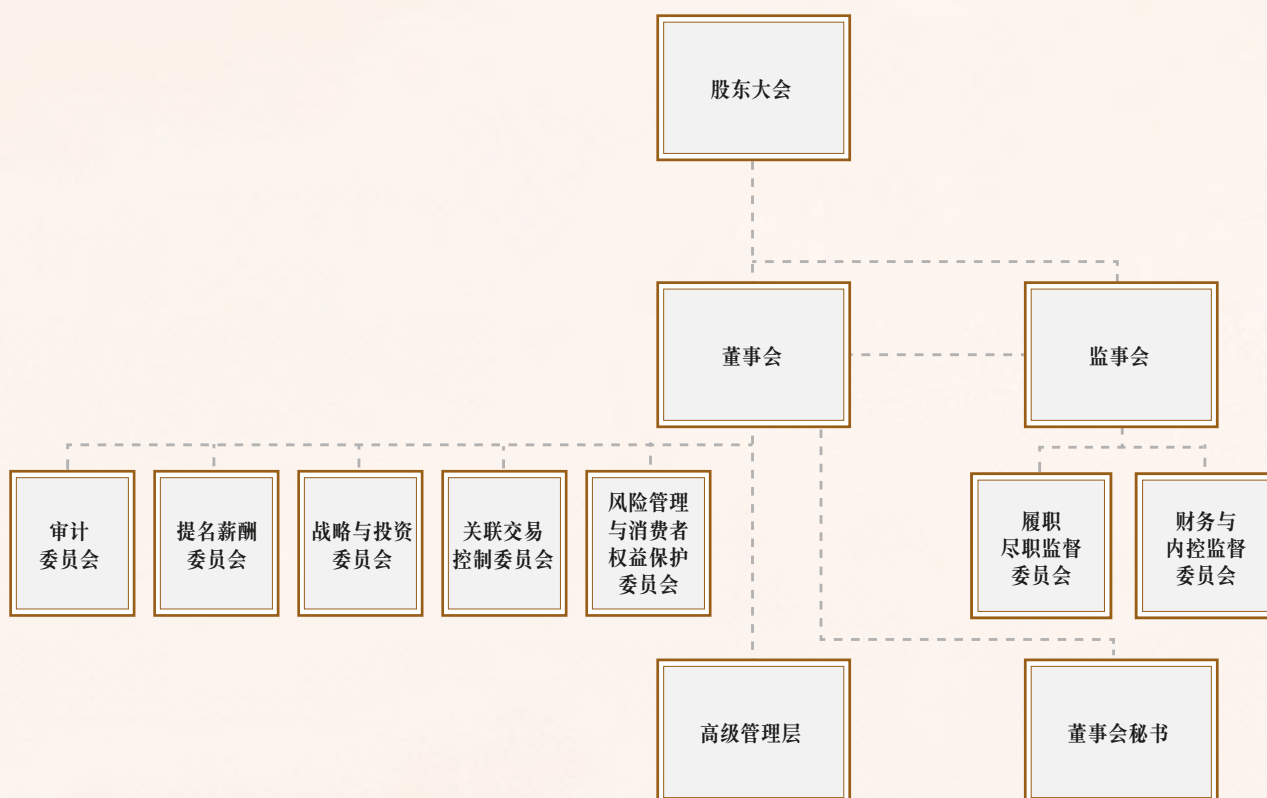 股东大会
董事会
监事会
审计
委员会
提名薪酬
委员会
战略与投资
委员会
关联交易
控制委员会
风险管理
与消费者
权益保护
委员会
履职
尽职监督
委员会
财务与
内控监督
委员会
高级管理层
董事会秘书